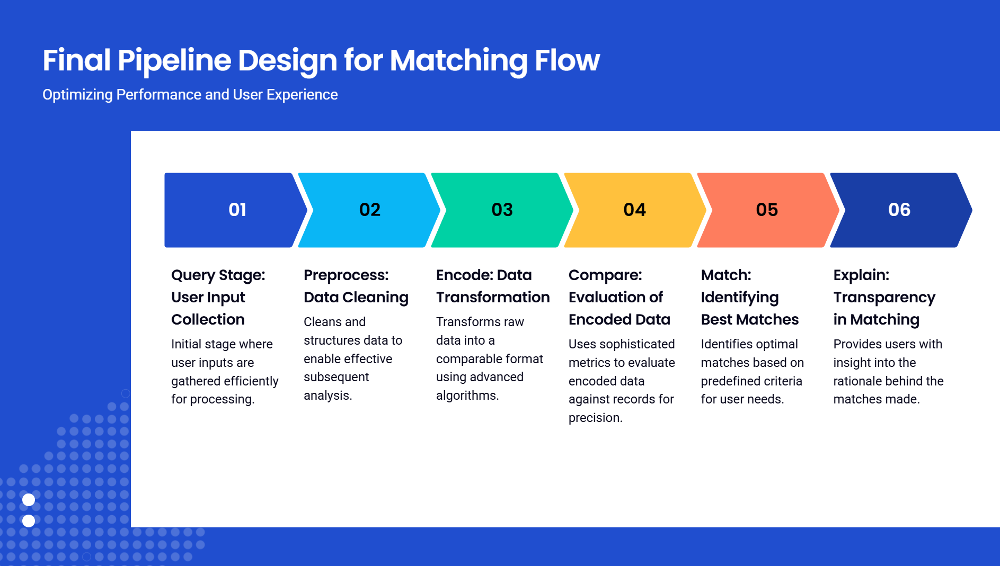 Final Pipeline Design for Matching Flow
Optimizing Performance and User Experience
01
02
03
04
05
06
Query Stage:
User Input
Collection
Initial stage where
user inputs are
gathered efficiently
for processing.
Preprocess:
Data Cleaning
Cleans and
structures data to
enable effective
subsequent
analysis.
Encode: Data
Transformation
Transforms raw
data into a
comparable format
using advanced
algorithms.
Compare:
Evaluation of
Encoded Data
Uses sophisticated
metrics to evaluate
encoded data
against records for
precision.
Match:
Identifying
Best Matches
Identifies optimal
matches based on
predefined criteria
for user needs.
Explain:
Transparency
in Matching
Provides users with
insight into the
rationale behind the
matches made.